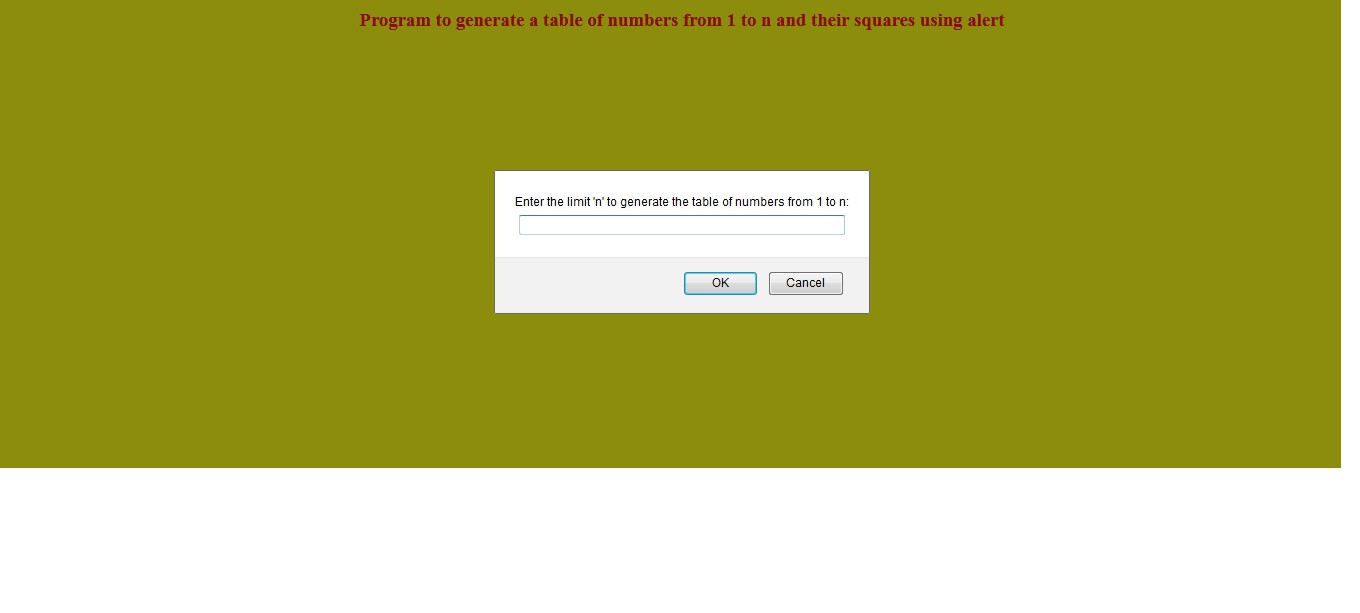 Program to generate a table of numbers from 1 to n and their squares using alert
Enter the limit 'n' to generate the table of numbers from 1 to n:
OK
Cancel